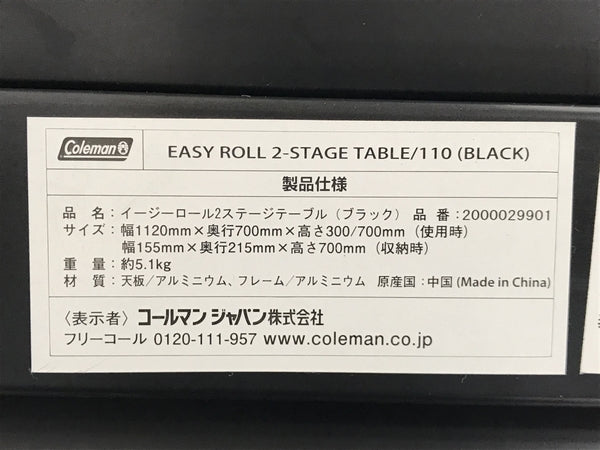 Coleman EASY ROLL 2-STAGE TABLE/110 (BLACK)
製品仕様
品 名：イージーロール2ステージテーブル（ブラック） 品 番：2000029901
サイズ：幅1120mm×奥行700mm×高さ300/700mm（使用時）
幅155mm×奥行215mm×高さ700mm（収納時）
重 量：約5.1kg
材 質：天板/アルミニウム、フレーム/アルミニウム 原産国：中国 (Made in China)
〈表示者〉コールマン ジャパン株式会社
フリーコール 0120-111-957 www.coleman.co.jp